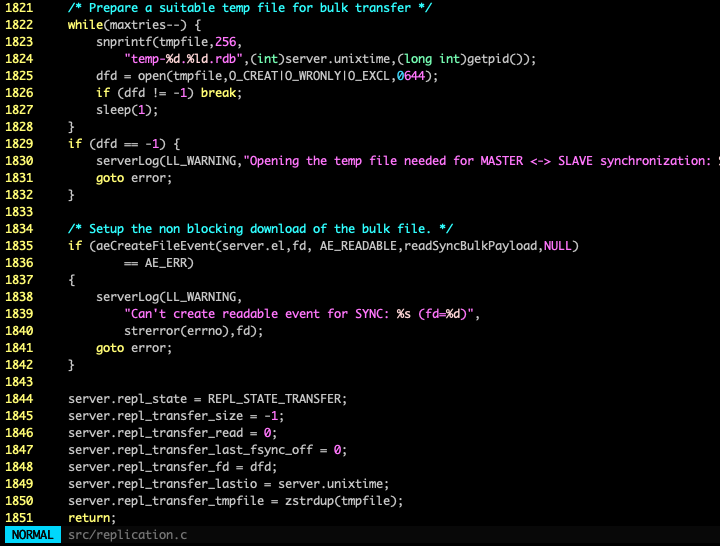 1821     /* Prepare a suitable temp file for bulk transfer */
1822     while(maxtries--) {
1823         snprintf(tmpfile,256,
1824             "temp-%d.%ld.rdb",(int)server.unixtime,(long int)getpid());
1825         dfd = open(tmpfile,O_CREAT|O_WRONLY|O_EXCL,0644);
1826         if (dfd != -1) break;
1827         sleep(1);
1828     }
1829     if (dfd == -1) {
1830         serverLog(LL_WARNING,"Opening the temp file needed for MASTER <-> SLAVE synchronization:
1831         goto error;
1832     }
1833
1834     /* Setup the non blocking download of the bulk file. */
1835     if (aeCreateFileEvent(server.el,fd, AE_READABLE,readSyncBulkPayload,NULL)
1836             == AE_ERR)
1837     {
1838         serverLog(LL_WARNING,
1839             "Can't create readable event for SYNC: %s (fd=%d)",
1840             strerror(errno),fd);
1841         goto error;
1842     }
1843
1844     server.repl_state = REPL_STATE_TRANSFER;
1845     server.repl_transfer_size = -1;
1846     server.repl_transfer_read = 0;
1847     server.repl_transfer_last_fsync_off = 0;
1848     server.repl_transfer_fd = dfd;
1849     server.repl_transfer_lastio = server.unixtime;
1850     server.repl_transfer_tmpfile = zstrdup(tmpfile);
1851     return;
NORMAL src/replication.c